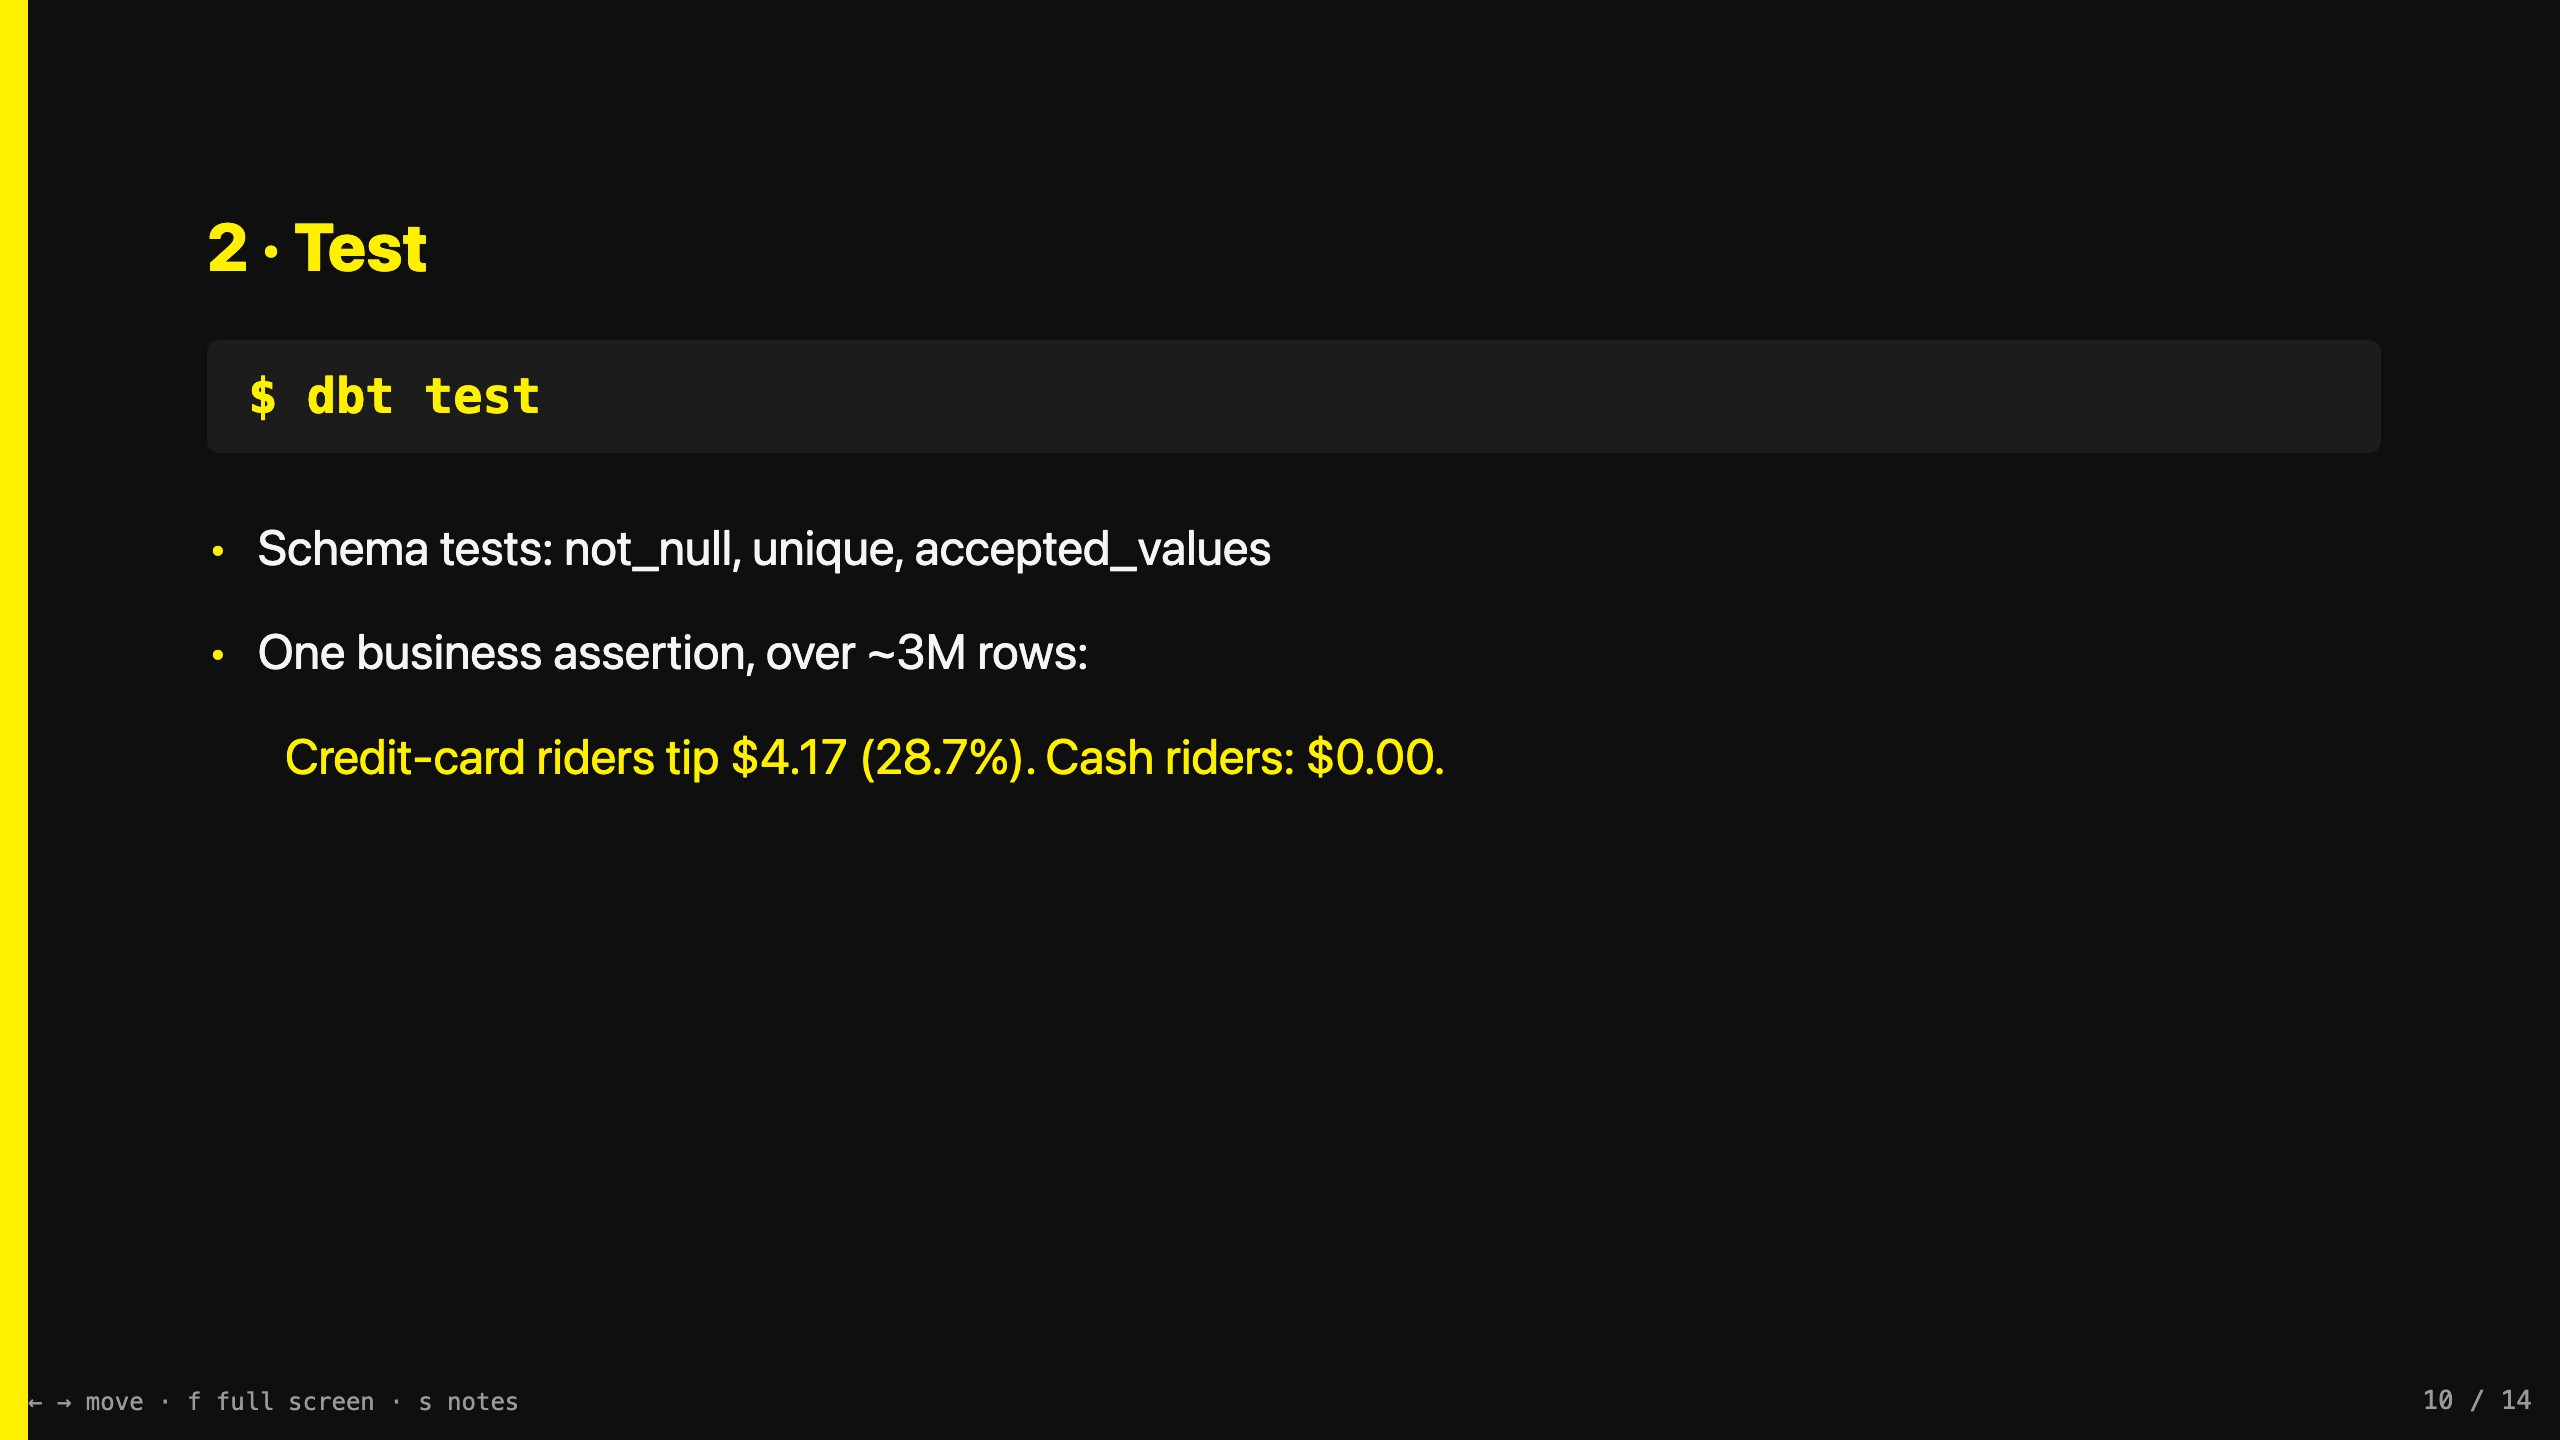 2 · Test
$ dbt test
• Schema tests: not_null, unique, accepted_values
• One business assertion, over ~3M rows:
Credit-card riders tip $4.17 (28.7%). Cash riders: $0.00.
← → move · f full screen · s notes
10 / 14